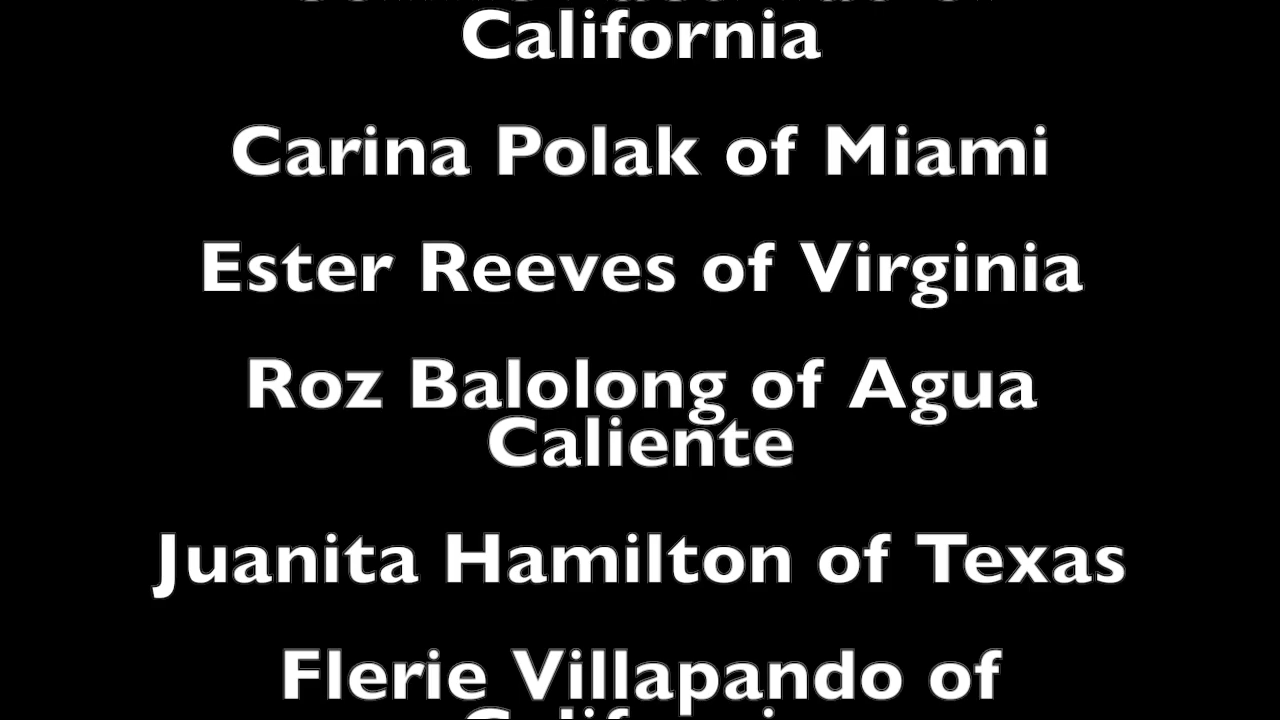 California
Carina Polak of Miami
Ester Reeves of Virginia
Roz Balolong of Agua
Caliente
Juanita Hamilton of Texas
Flerie Villapando of